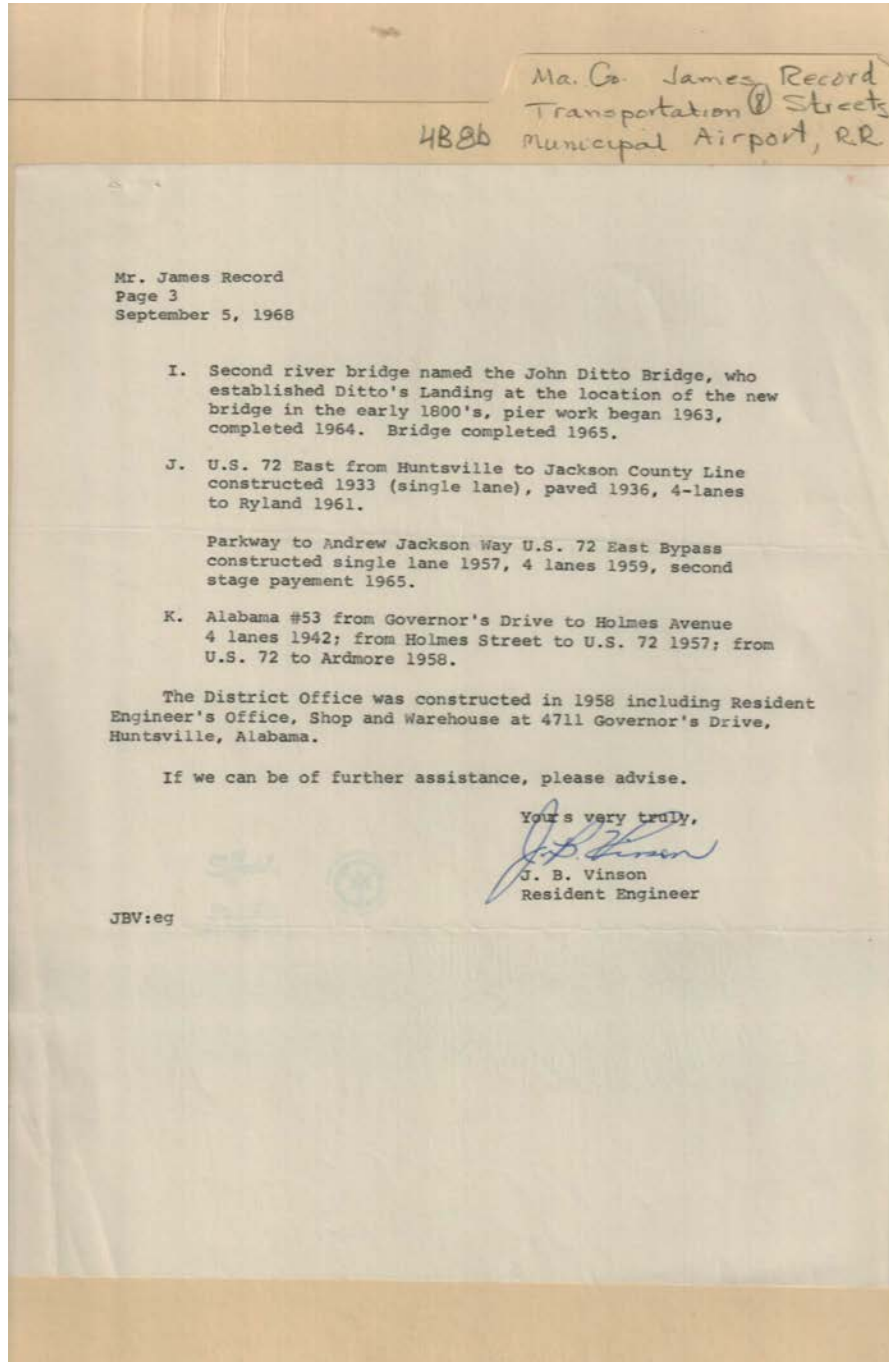 Ma. Co. James Record
Transportation & Streets
4B8b Municipal Airport, RR
Mr. James Record
Page 3
September 5, 1968
I. Second river bridge named the John Ditto Bridge, who
established Ditto's Landing at the location of the new
bridge in the early 1800's, pier work began 1963,
completed 1964. Bridge completed 1965.
J. U.S. 72 East from Huntsville to Jackson County Line
constructed 1933 (single lane), paved 1936, 4-lanes
to Ryland 1961.
Parkway to Andrew Jackson Way U.S. 72 East Bypass
constructed single lane 1957, 4 lanes 1959, second
stage payement 1965.
K. Alabama #53 from Governor's Drive to Holmes Avenue
4 lanes 1942; from Holmes Street to U.S. 72 1957; from
U.S. 72 to Ardmore 1958.
The District Office was constructed in 1958 including Resident
Engineer's Office, Shop and Warehouse at 4711 Governor's Drive,
Huntsville, Alabama.
If we can be of further assistance, please advise.
Yours very truly,
J. B. Vinson
J. B. Vinson
Resident Engineer
JBV:eg